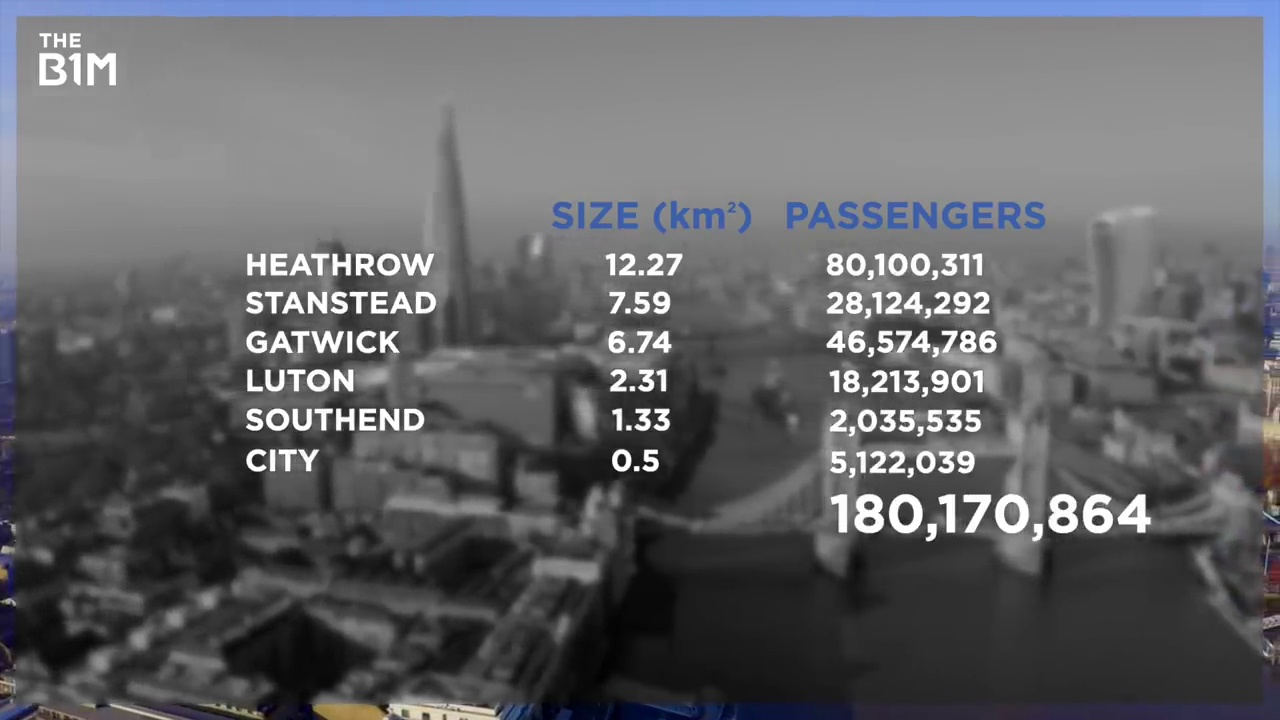 THE
B1M
SIZE (km²) PASSENGERS
HEATHROW 12.27 80,100,311
STANSTEAD 7.59 28,124,292
GATWICK 6.74 46,574,786
LUTON 2.31 18,213,901
SOUTHEND 1.33 2,035,535
CITY 0.5 5,122,039
180,170,864